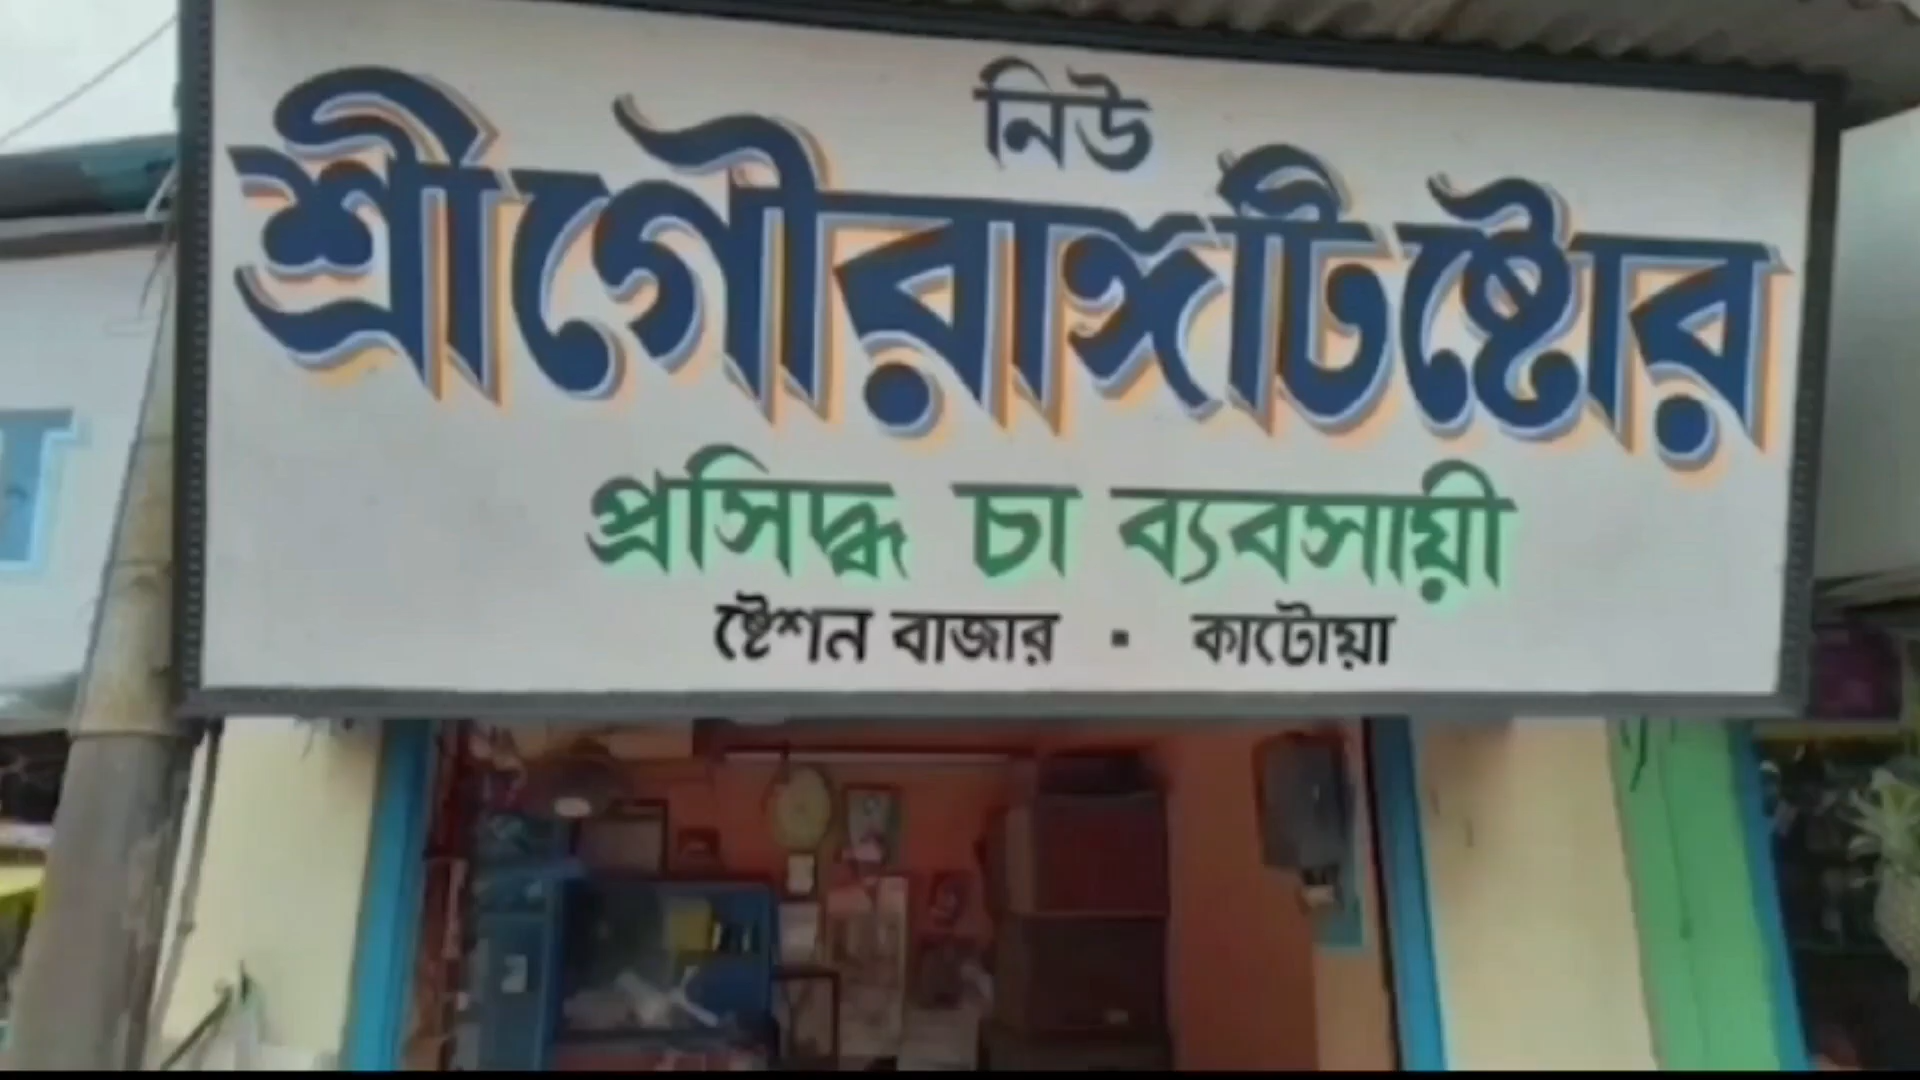 নিউ
শ্রীগৌরাঙ্গ টি ষ্টোর
প্রসিদ্ধ চা ব্যবসায়ী
ষ্টেশন বাজার ▪ কাটোয়া